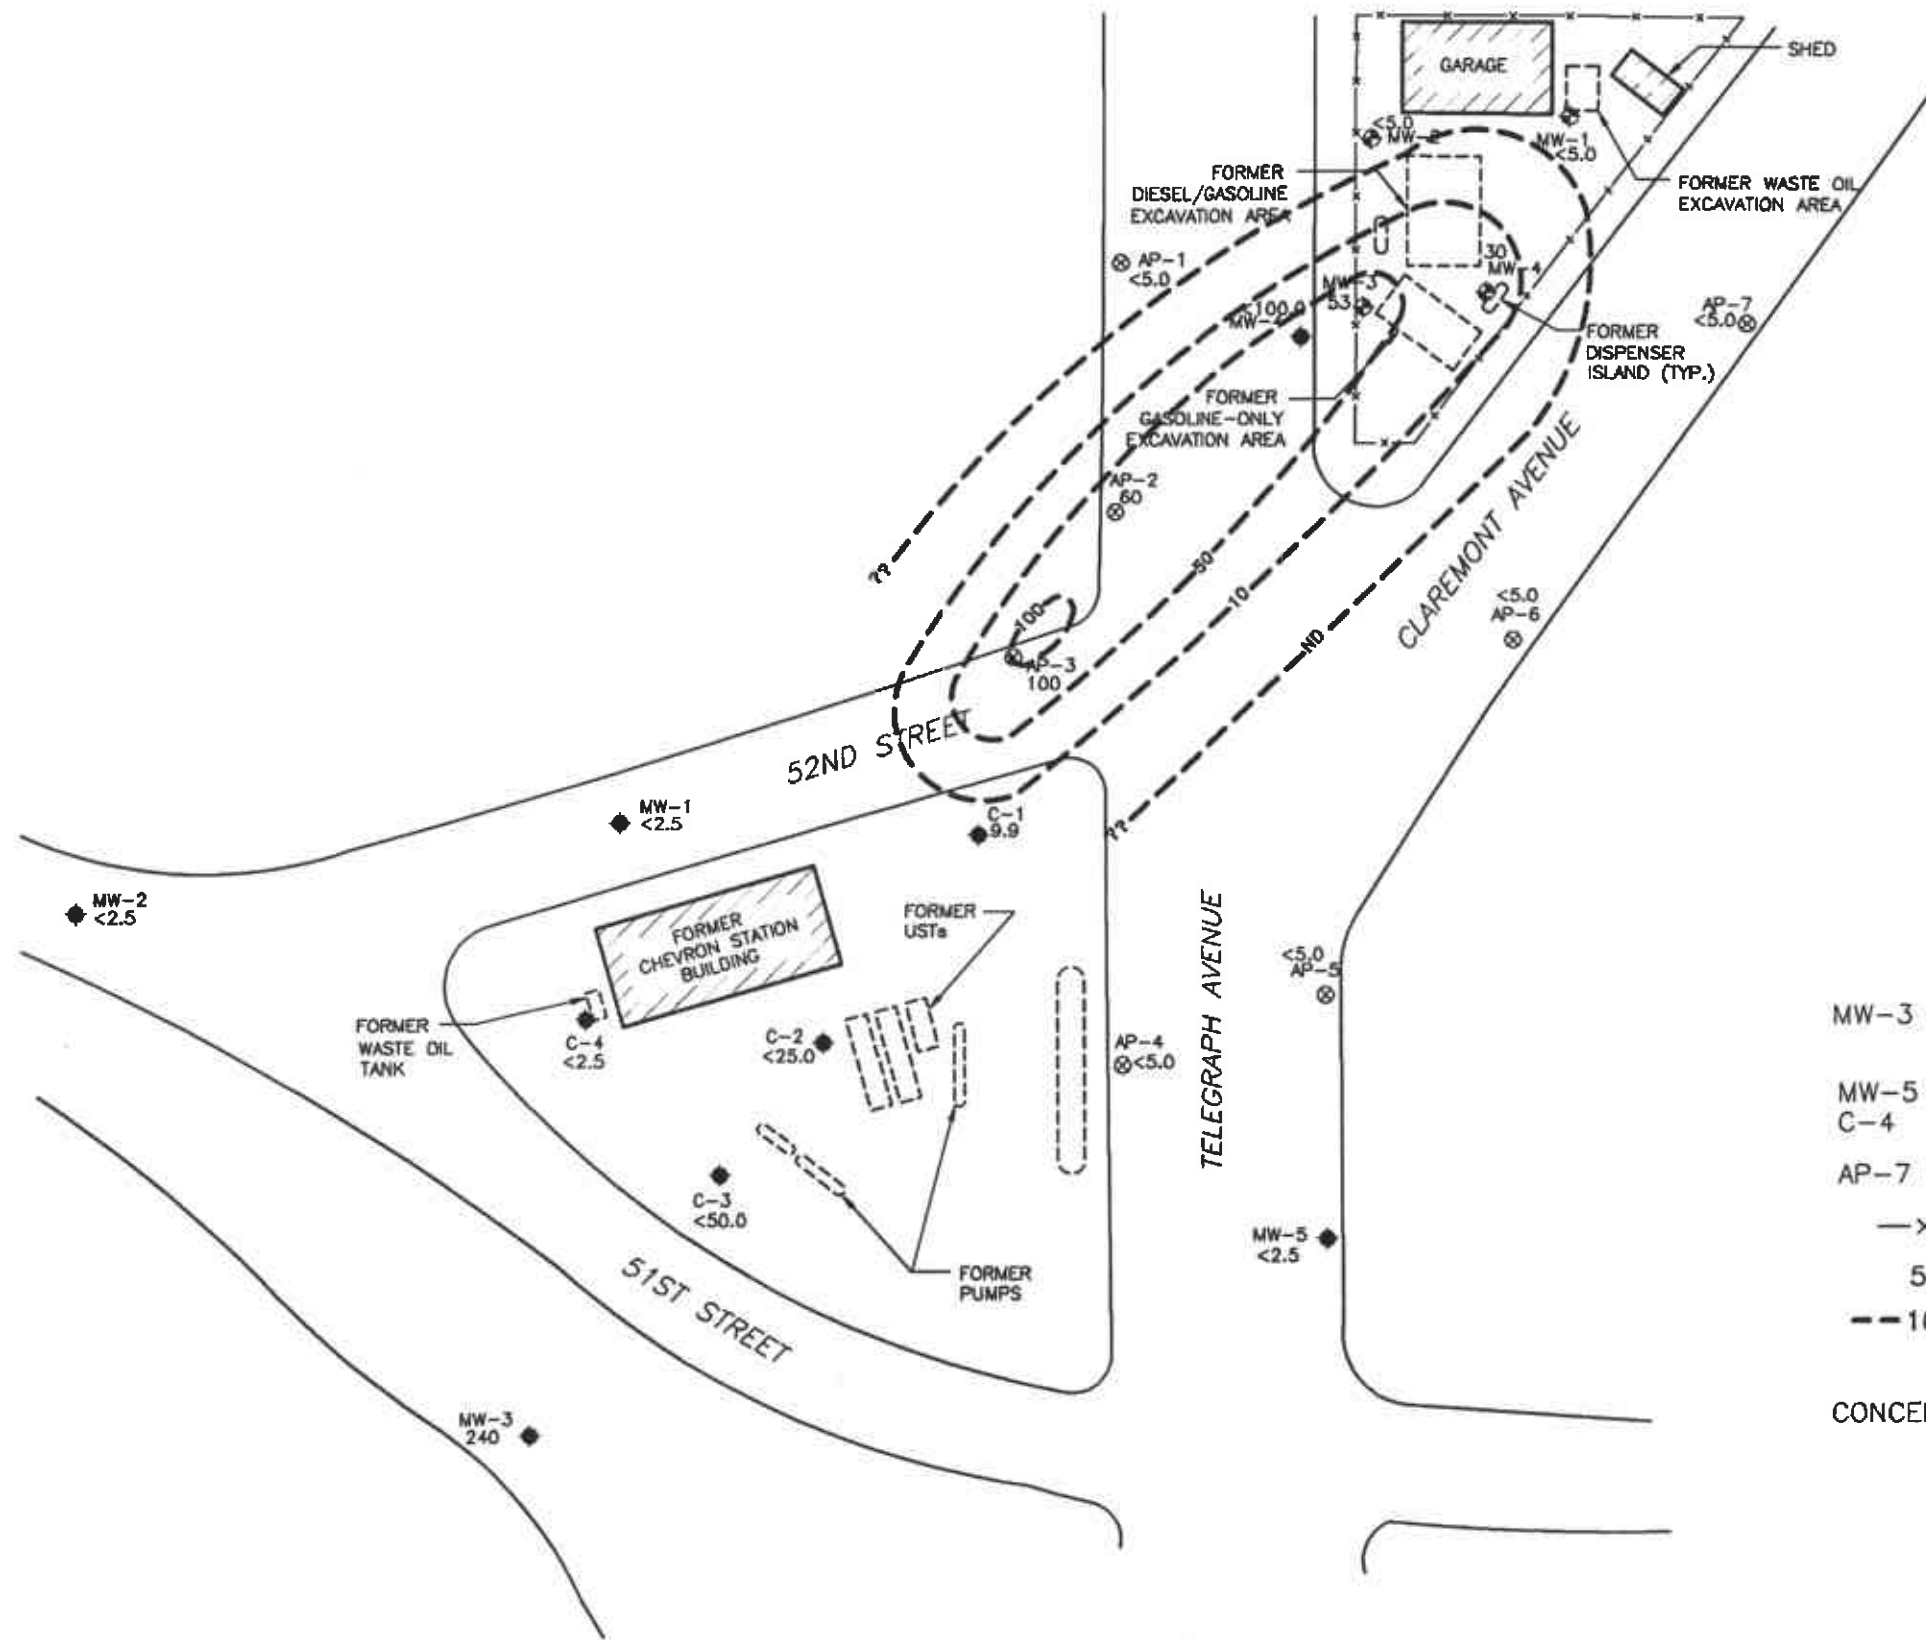 GARAGE
SHED
<5.0
MW-2
MW-1
<5.0
FORMER
DIESEL/GASOLINE
EXCAVATION AREA
FORMER WASTE OIL
EXCAVATION AREA
AP-1
<5.0
30
MW-4
MW-3
53
<100.0
AP-7
<5.0
FORMER
DISPENSER
ISLAND (TYP.)
FORMER
GASOLINE-ONLY
EXCAVATION AREA
AP-2
60
??
50
10
ND
100
AP-3
100
CLAREMONT AVENUE
<5.0
AP-6
52ND STREET
MW-1
<2.5
C-1
9.9
??
MW-2
<2.5
FORMER
CHEVRON STATION
BUILDING
FORMER
USTs
TELEGRAPH AVENUE
<5.0
AP-5
FORMER
WASTE OIL
TANK
C-4
<2.5
C-2
<25.0
AP-4
<5.0
C-3
<50.0
FORMER
PUMPS
MW-5
<2.5
51ST STREET
MW-3
240
MW-3
MW-5
C-4
AP-7